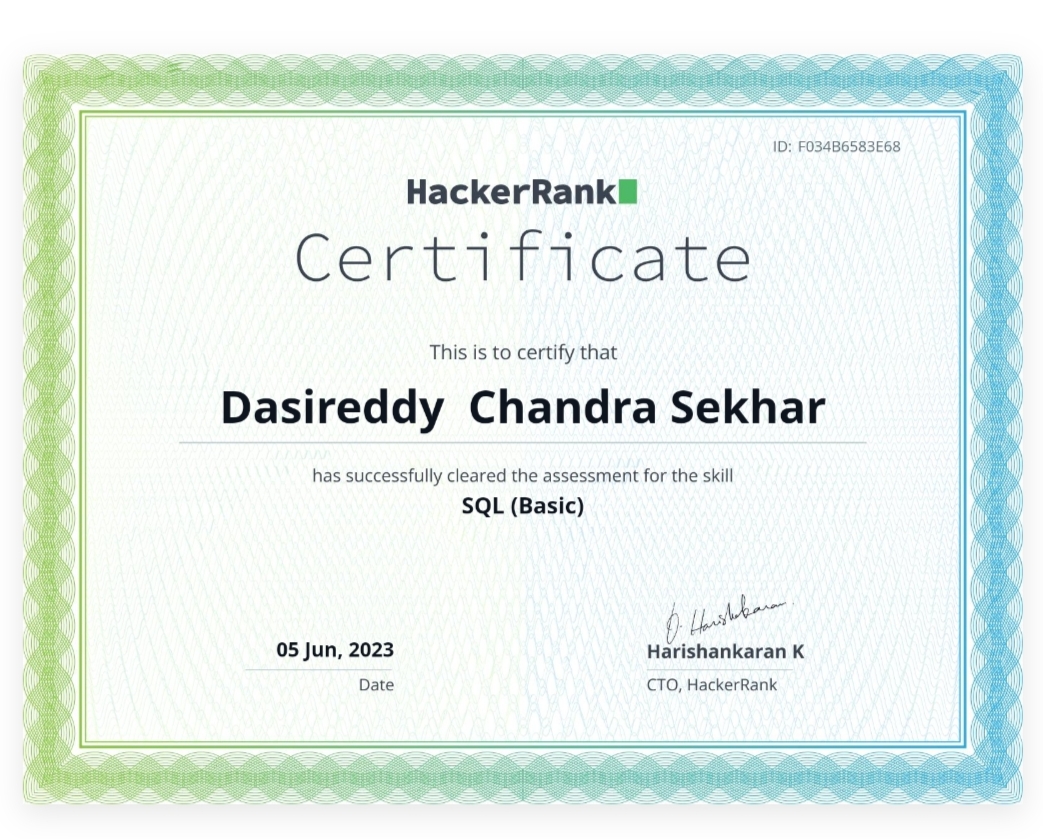 ID: F034B6583E68
HackerRank
Certificate
This is to certify that
Dasireddy  Chandra Sekhar
has successfully cleared the assessment for the skill
SQL (Basic)
05 Jun, 2023
Date
Harishankaran K
CTO, HackerRank